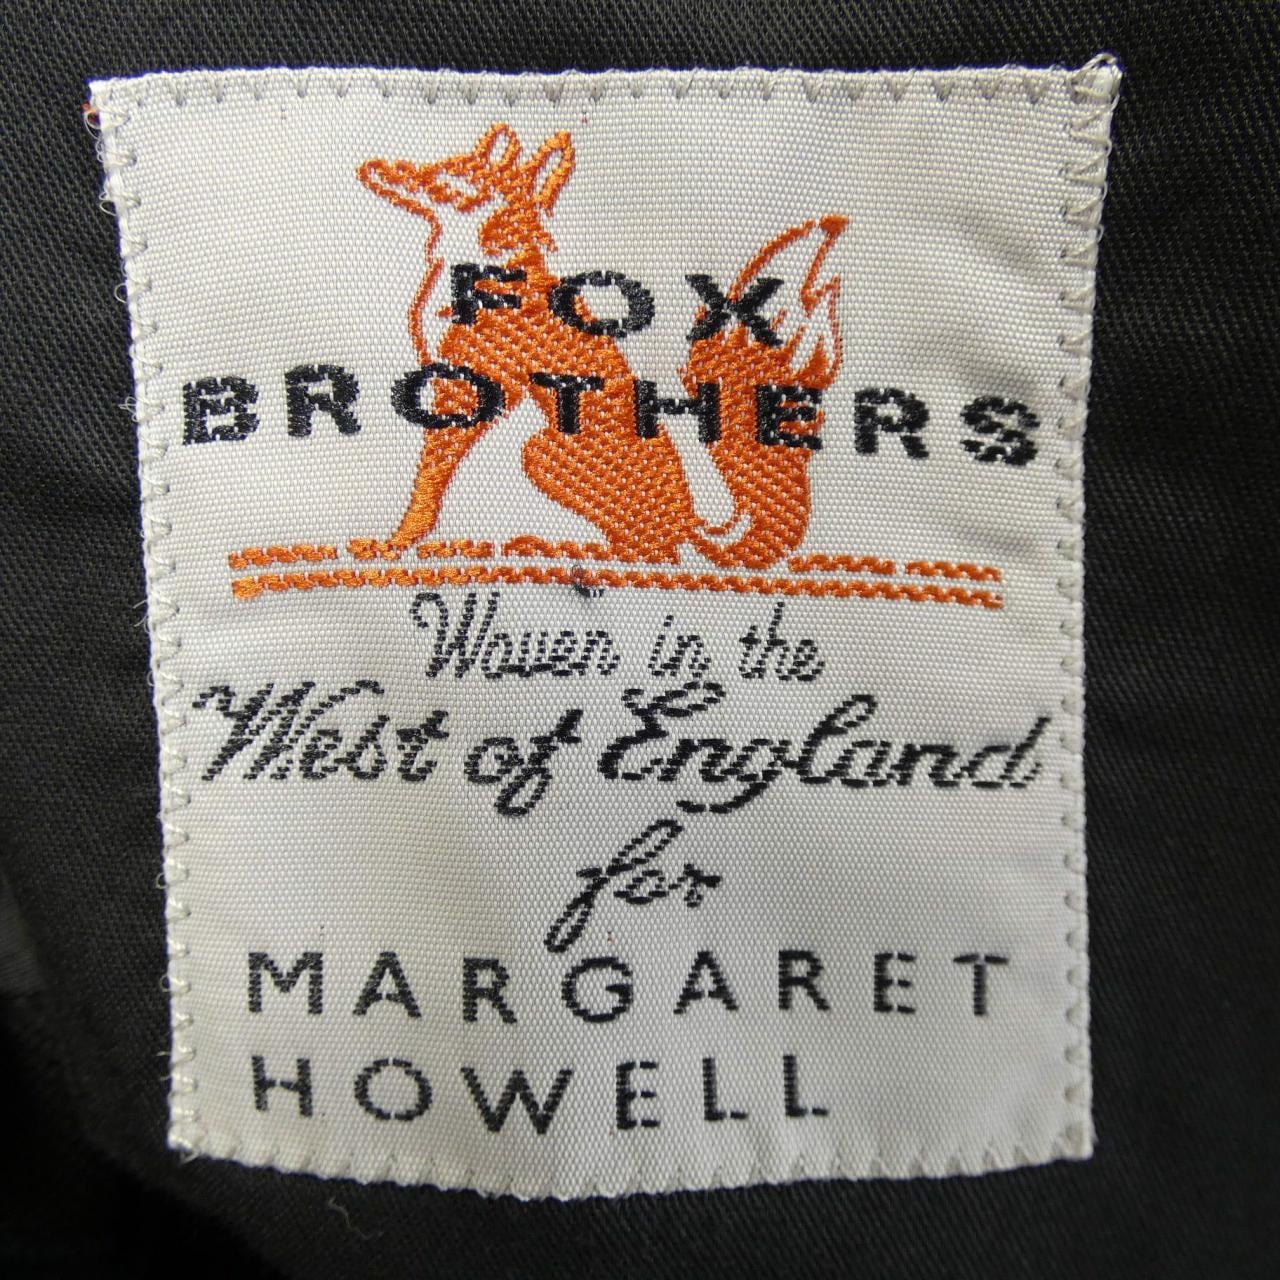 FOX
BROTHERS
Woven in the
West of England
for
MARGARET
HOWELL